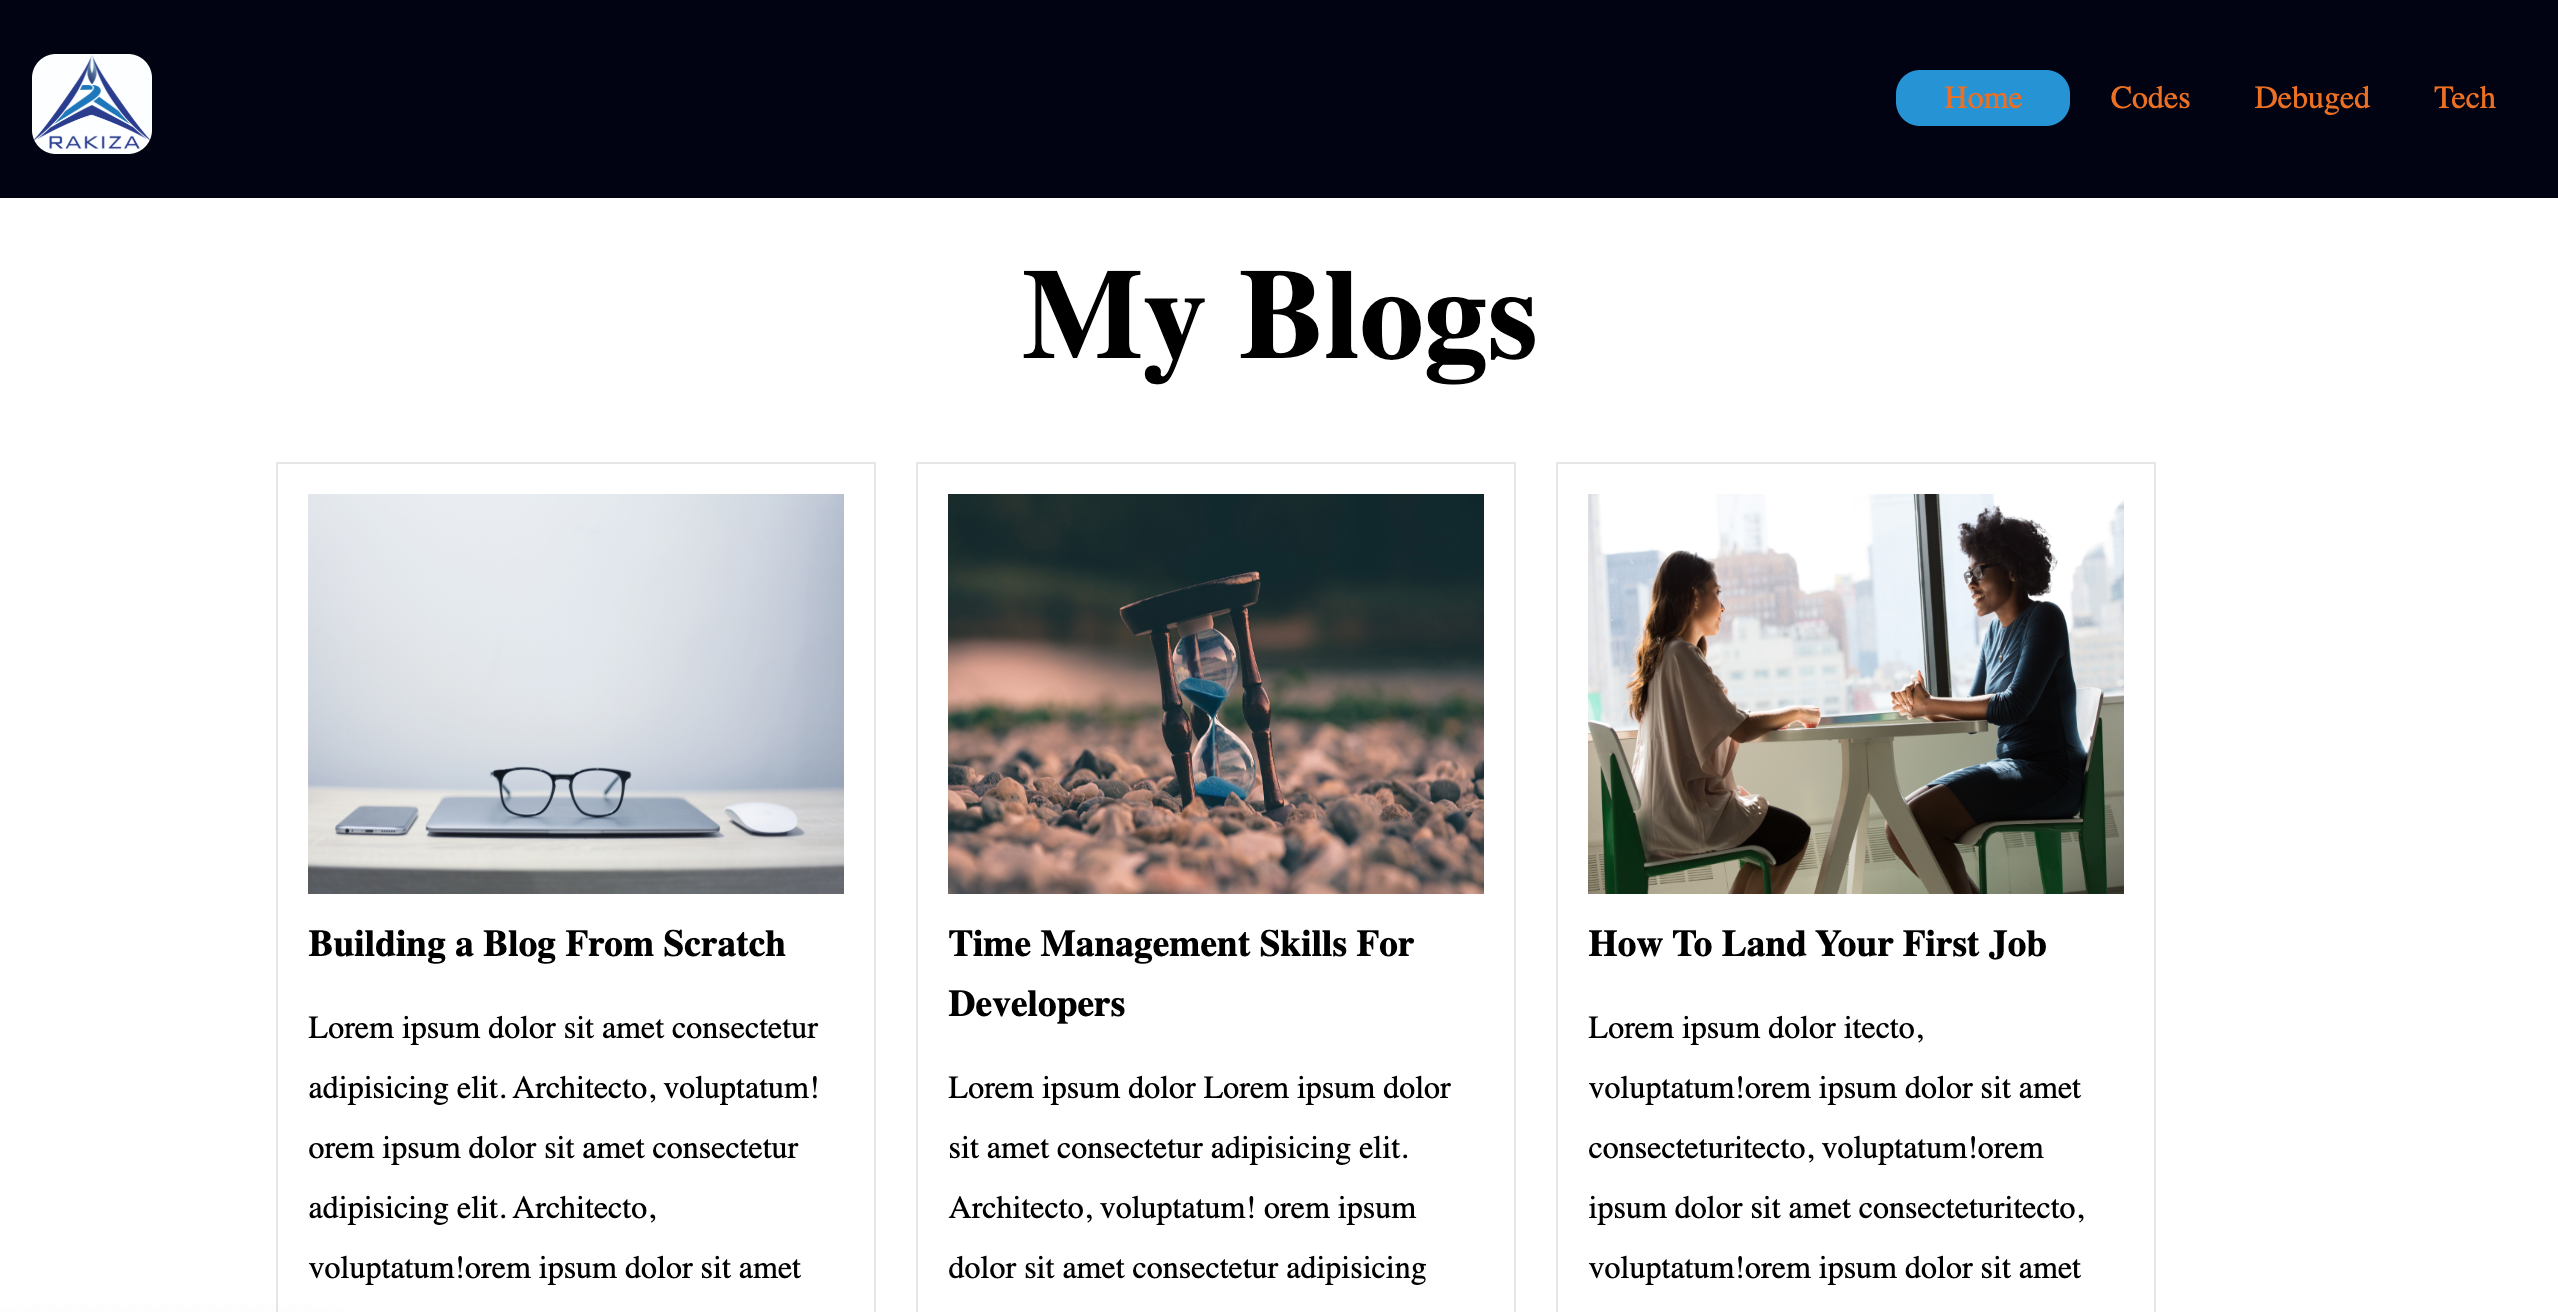 RAKIZA
Home
Codes
Debuged
Tech
My Blogs
Building a Blog From Scratch
Lorem ipsum dolor sit amet consectetur
adipisicing elit. Architecto, voluptatum!
orem ipsum dolor sit amet consectetur
adipisicing elit. Architecto,
voluptatum!orem ipsum dolor sit amet
Time Management Skills For
Developers
Lorem ipsum dolor Lorem ipsum dolor
sit amet consectetur adipisicing elit.
Architecto, voluptatum! orem ipsum
dolor sit amet consectetur adipisicing
How To Land Your First Job
Lorem ipsum dolor itecto,
voluptatum!orem ipsum dolor sit amet
consecteturitecto, voluptatum!orem
ipsum dolor sit amet consecteturitecto,
voluptatum!orem ipsum dolor sit amet